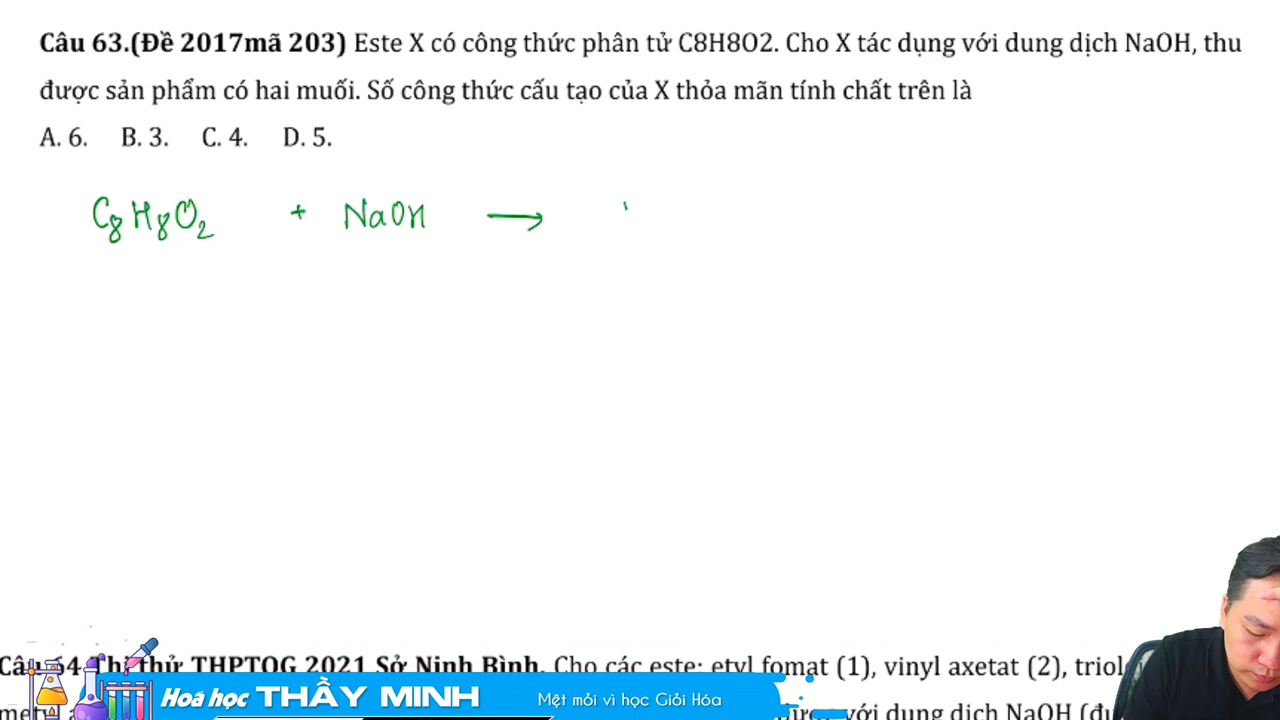 Câu 63.(Đề 2017mã 203) Este X có công thức phân tử C8H8O2. Cho X tác dụng với dung dịch NaOH, thu
được sản phẩm có hai muối. Số công thức cấu tạo của X thỏa mãn tính chất trên là
A. 6. B. 3. C. 4. D. 5.
C8H8O2 + NaOH →
Câu 64. Thi thử THPTQG 2021 Sở Ninh Bình. Cho các este: etyl fomat (1), vinyl axetat (2),
Hoá học THẦY MINH Mệt mỏi vì học Giỏi Hóa
với dung dịch NaOH